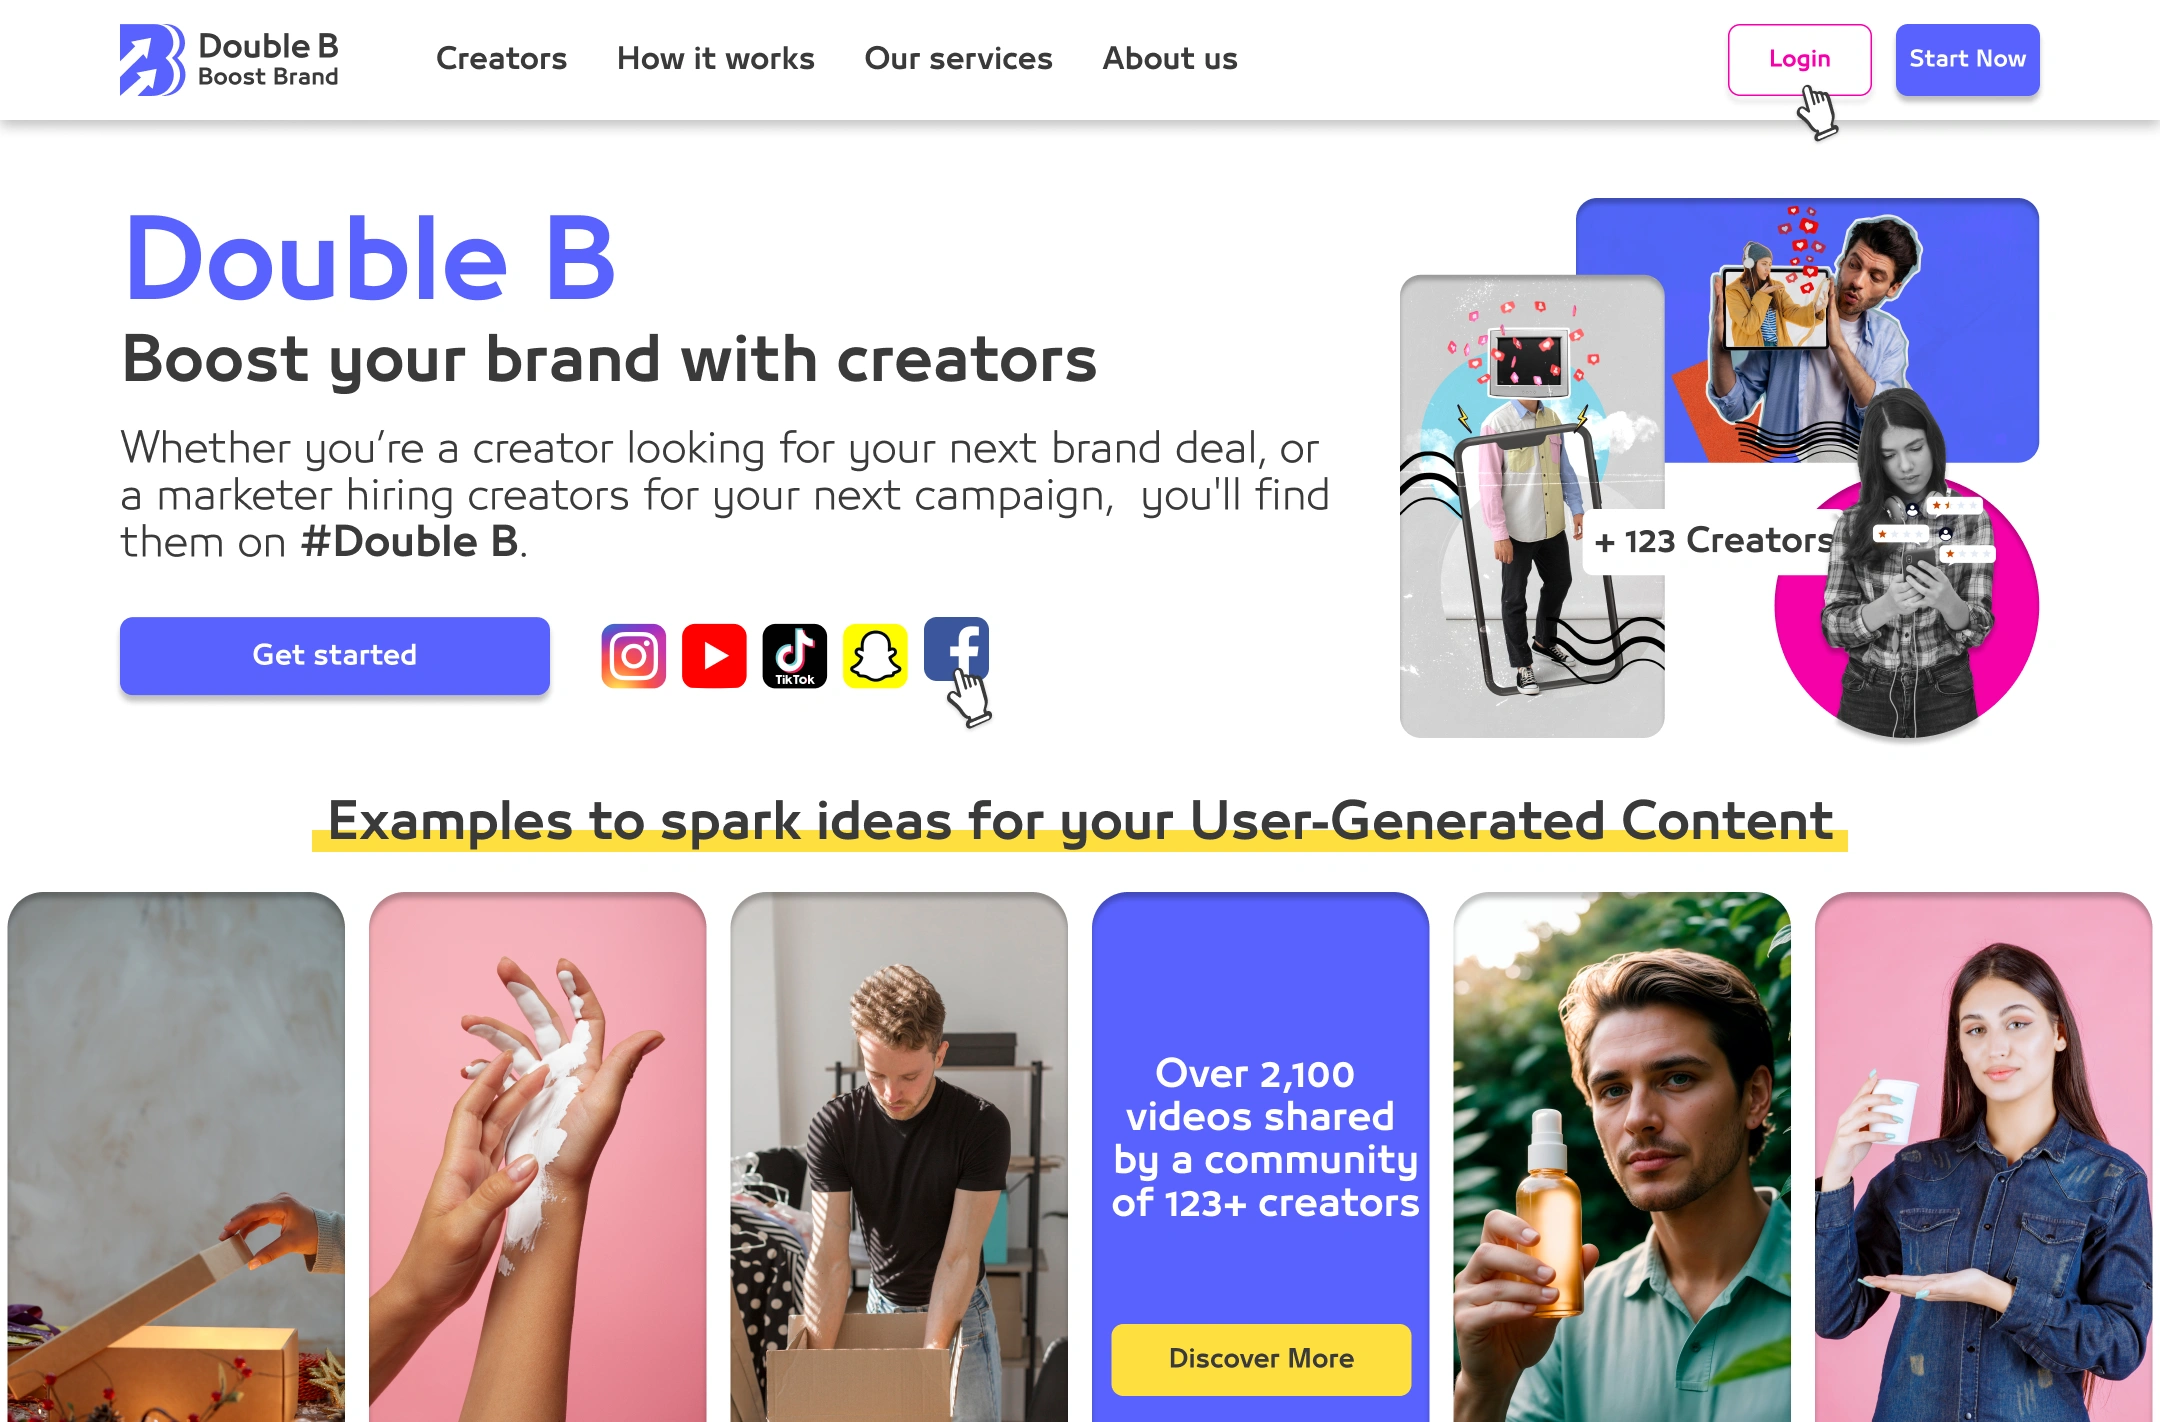 Double B
Boost Brand
Creators
How it works
Our services
About us
Login
Start Now
Double B
Boost your brand with creators
Whether you’re a creator looking for your next brand deal, or
a marketer hiring creators for your next campaign,  you'll find
them on #Double B.
+ 123 Creators
Get started
TikTok
Examples to spark ideas for your User-Generated Content
Over 2,100
videos shared
by a community
of 123+ creators
Discover More